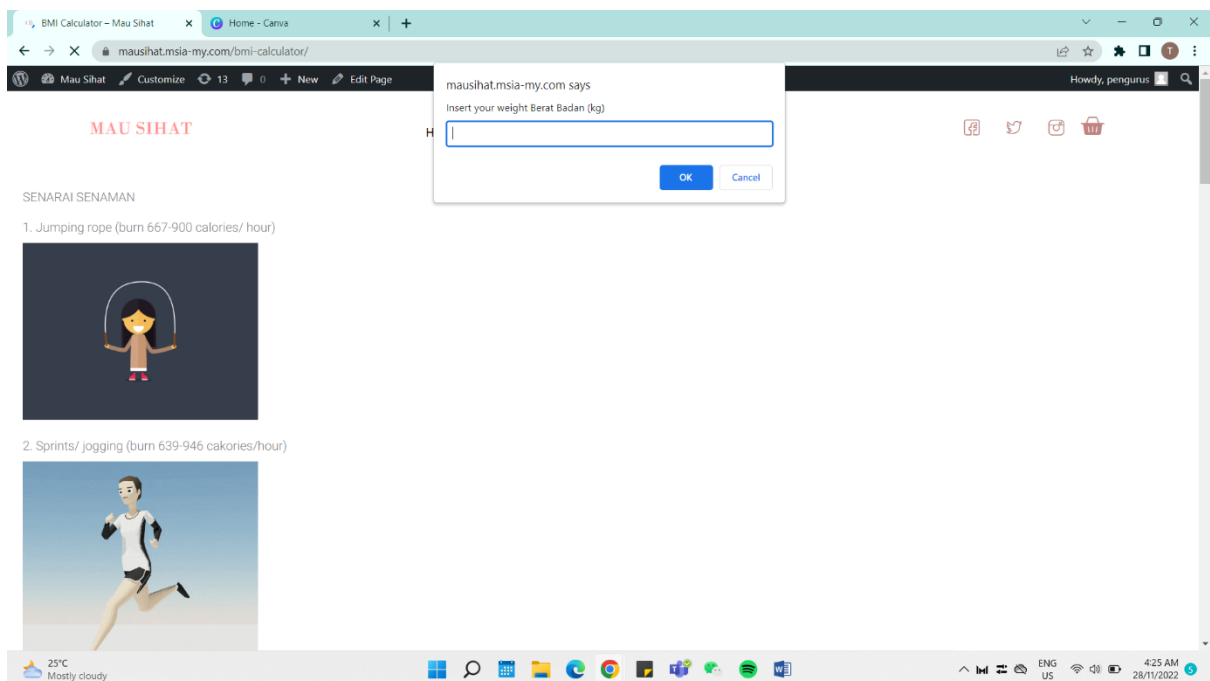 BMI Calculator – Mau Sihat
Home - Canva
mausihat.msia-my.com/bmi-calculator/
Mau Sihat Customize 13 0 New Edit Page
Howdy, pengurus
mausihat.msia-my.com says
Insert your weight Berat Badan (kg)
OK Cancel
MAU SIHAT
H
SENARAI SENAMAN
1. Jumping rope (burn 667-900 calories/ hour)
2. Sprints/ jogging (burn 639-946 cakories/hour)
25°C
Mostly cloudy
ENG
US
4:25 AM
28/11/2022
5